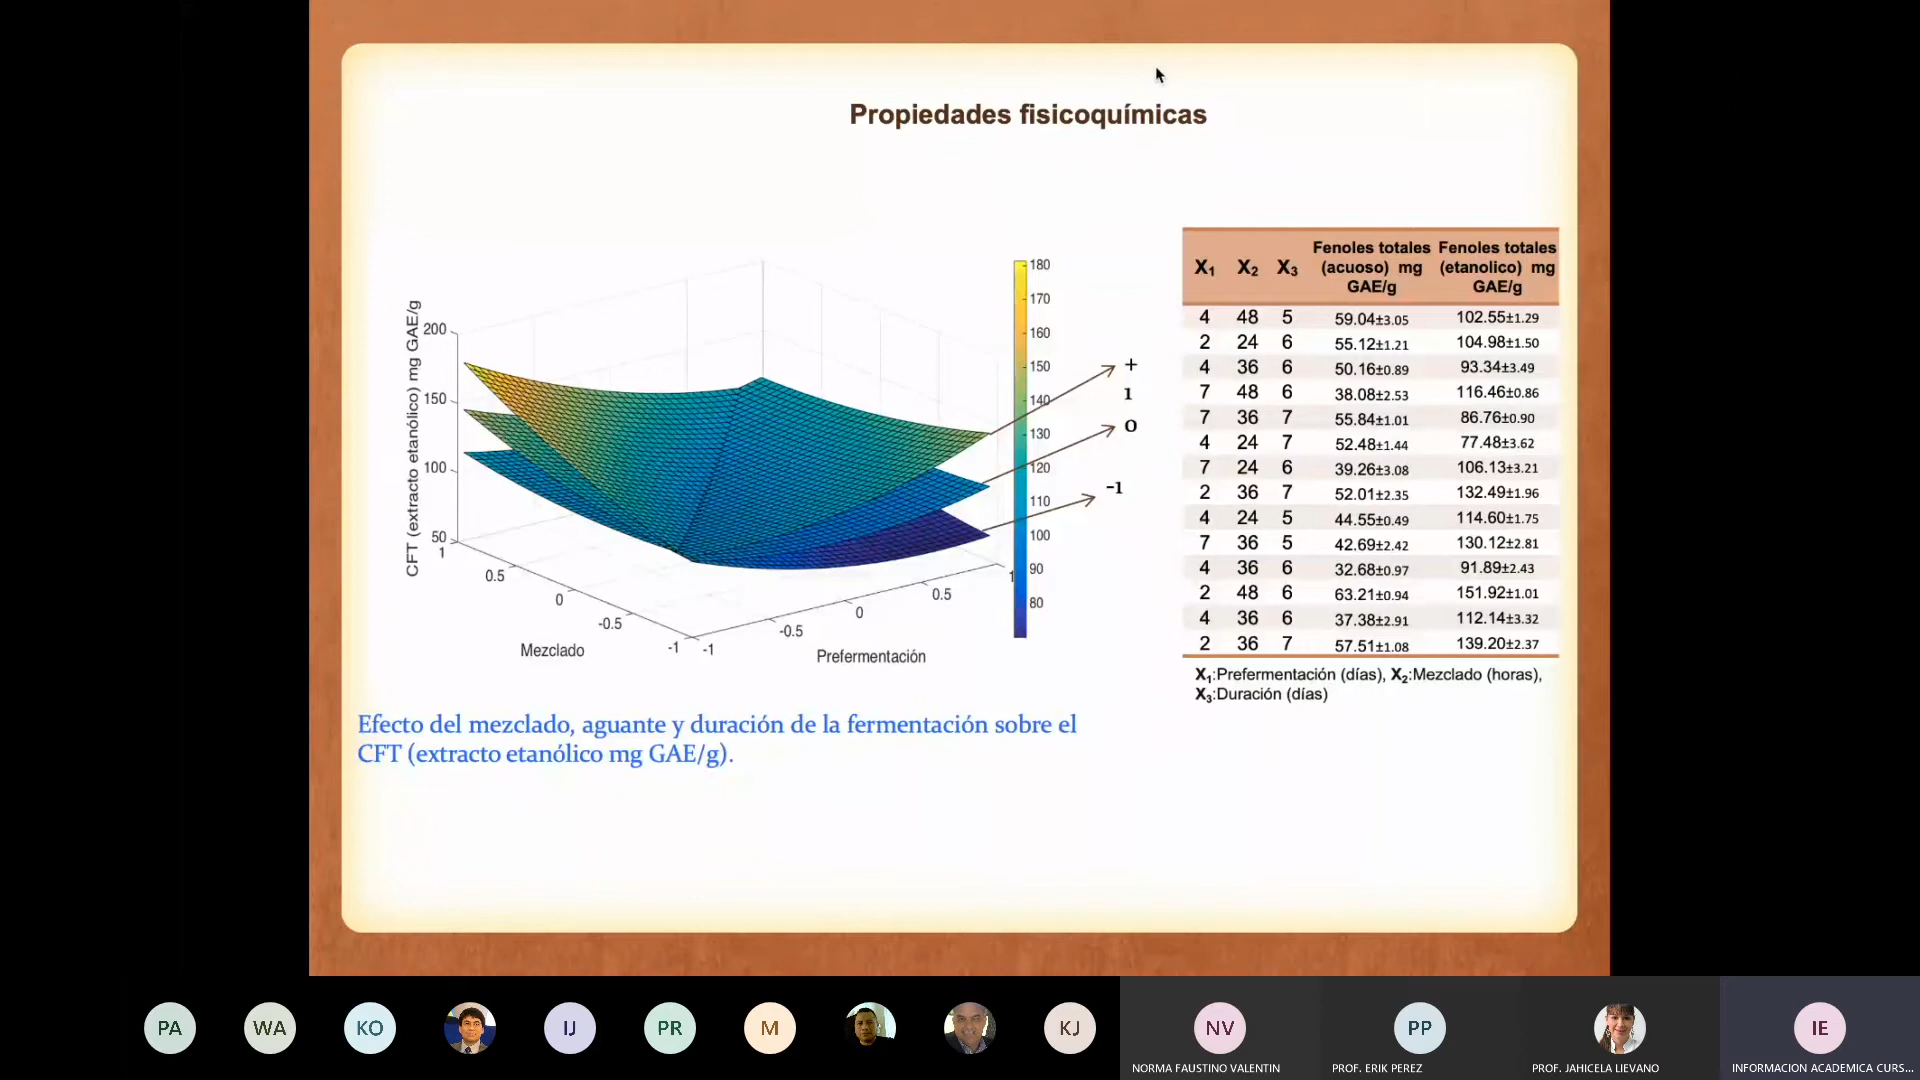 Propiedades fisicoquímicas
CFT (extracto etanólico) mg GAE/g
200
150
100
50
1
0.5
0
-0.5
-1
Mezclado
-1
-0.5
0
0.5
1
Prefermentación
180
170
160
150
140
130
120
110
100
90
80
+
1
0
-1
X1 X2 X3 Fenoles totales (acuoso) mg GAE/g Fenoles totales (etanolico) mg GAE/g
4 48 5 59.04±3.05 102.55±1.29
2 24 6 55.12±1.21 104.98±1.50
4 36 6 50.16±0.89 93.34±3.49
7 48 6 38.08±2.53 116.46±0.86
7 36 7 55.84±1.01 86.76±0.90
4 24 7 52.48±1.44 77.48±3.62
7 24 6 39.26±3.08 106.13±3.21
2 36 7 52.01±2.35 132.49±1.96
4 24 5 44.55±0.49 114.60±1.75
7 36 5 42.69±2.42 130.12±2.81
4 36 6 32.68±0.97 91.89±2.43
2 48 6 63.21±0.94 151.92±1.01
4 36 6 37.38±2.91 112.14±3.32
2 36 7 57.51±1.08 139.20±2.37
X1:Prefermentación (días), X2:Mezclado (horas),
X3:Duración (días)
Efecto del mezclado, aguante y duración de la fermentación sobre el
CFT (extracto etanólico mg GAE/g).
PA
WA
KO
IJ
PR
M
KJ
NV
PP
IE
NORMA FAUSTINO VALENTIN
PROF. ERIK PEREZ
PROF. JAHICELA LIEVANO
INFORMACION ACADEMICA CURS...